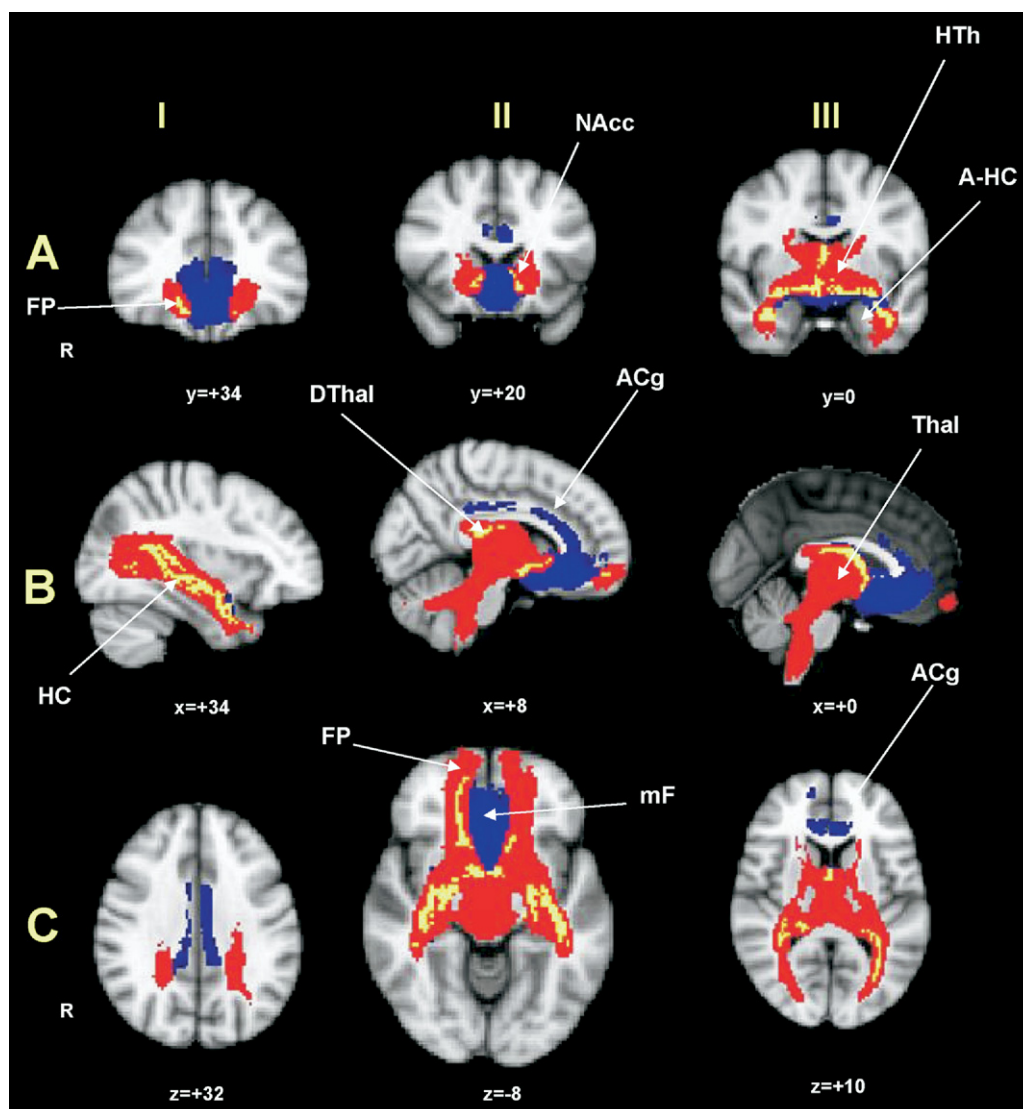 HTh
I
II
III
NAcc
A-HC
A
FP
R
y=+34
y=+20
y=0
DThal
ACg
Thal
B
HC
x=+34
x=+8
x=+0
ACg
FP
mF
C
R
z=+32
z=-8
z=+10